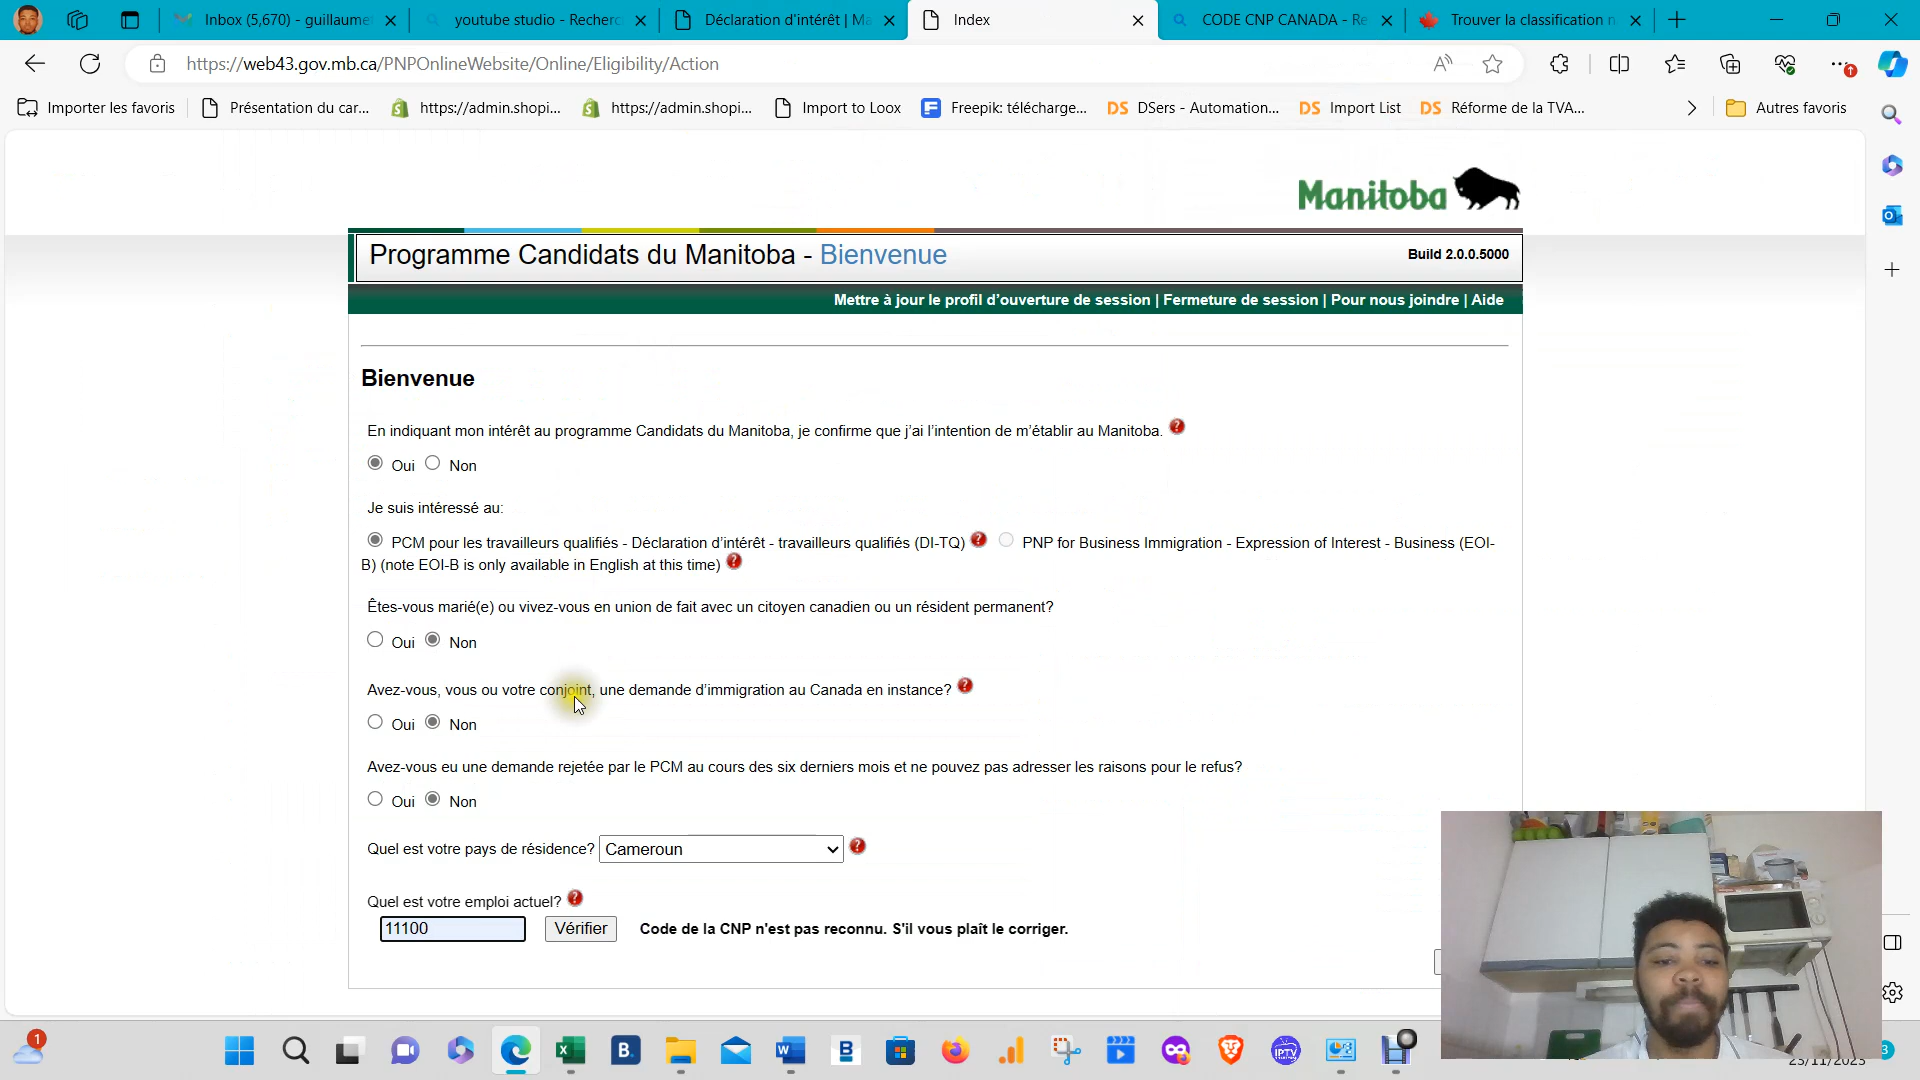 Inbox (5,670) - guillaume
youtube studio - Recherc
Déclaration d'intérêt | Ma
Index
CODE CNP CANADA - Re
Trouver la classification n
https://web43.gov.mb.ca/PNPOnlineWebsite/Online/Eligibility/Action
Importer les favoris
Présentation du car...
https://admin.shopi...
https://admin.shopi...
Import to Loox
Freepik: télécharge...
DS DSers - Automation...
DS Import List
DS Réforme de la TVA...
Autres favoris
Manitoba
Programme Candidats du Manitoba - Bienvenue
Build 2.0.0.5000
Mettre à jour le profil d'ouverture de session | Fermeture de session | Pour nous joindre | Aide
Bienvenue
En indiquant mon intérêt au programme Candidats du Manitoba, je confirme que j'ai l'intention de m'établir au Manitoba. ?
Oui Non
Je suis intéressé au:
PCM pour les travailleurs qualifiés - Déclaration d'intérêt - travailleurs qualifiés (DI-TQ) ? PNP for Business Immigration - Expression of Interest - Business (EOI-
B) (note EOI-B is only available in English at this time) ?
Êtes-vous marié(e) ou vivez-vous en union de fait avec un citoyen canadien ou un résident permanent?
Oui Non
Avez-vous, vous ou votre conjoint, une demande d'immigration au Canada en instance? ?
Oui Non
Avez-vous eu une demande rejetée par le PCM au cours des six derniers mois et ne pouvez pas adresser les raisons pour le refus?
Oui Non
Quel est votre pays de résidence? Cameroun ?
Quel est votre emploi actuel? ?
11100 Vérifier Code de la CNP n'est pas reconnu. S'il vous plaît le corriger.
1
B.
W
B
IPTV
23/11/2023
3